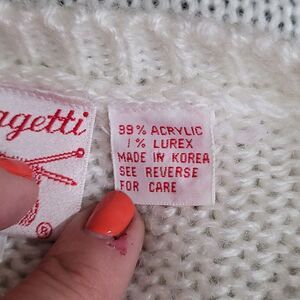 agetti
®
99% ACRYLIC
1% LUREX
MADE IN KOREA
SEE REVERSE
FOR CARE